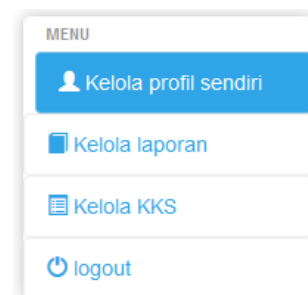 MENU
Kelola profil sendiri
Kelola laporan
Kelola KKS
logout